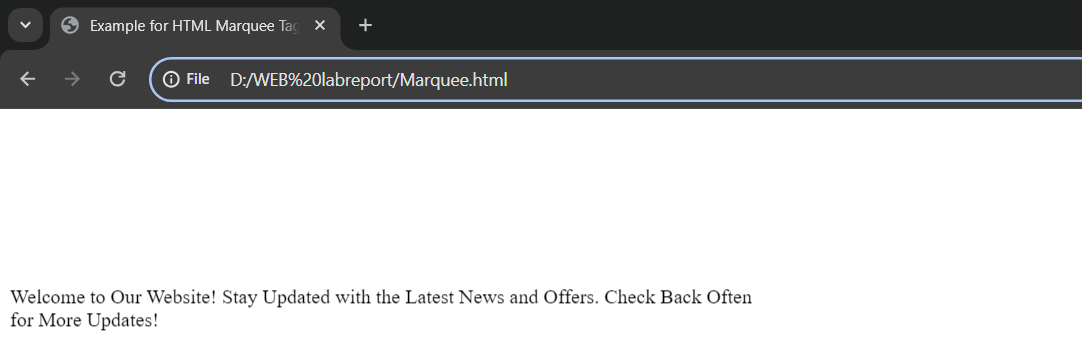 Example for HTML Marquee Tag
File D:/WEB%20labreport/Marquee.html
Welcome to Our Website! Stay Updated with the Latest News and Offers. Check Back Often
for More Updates!